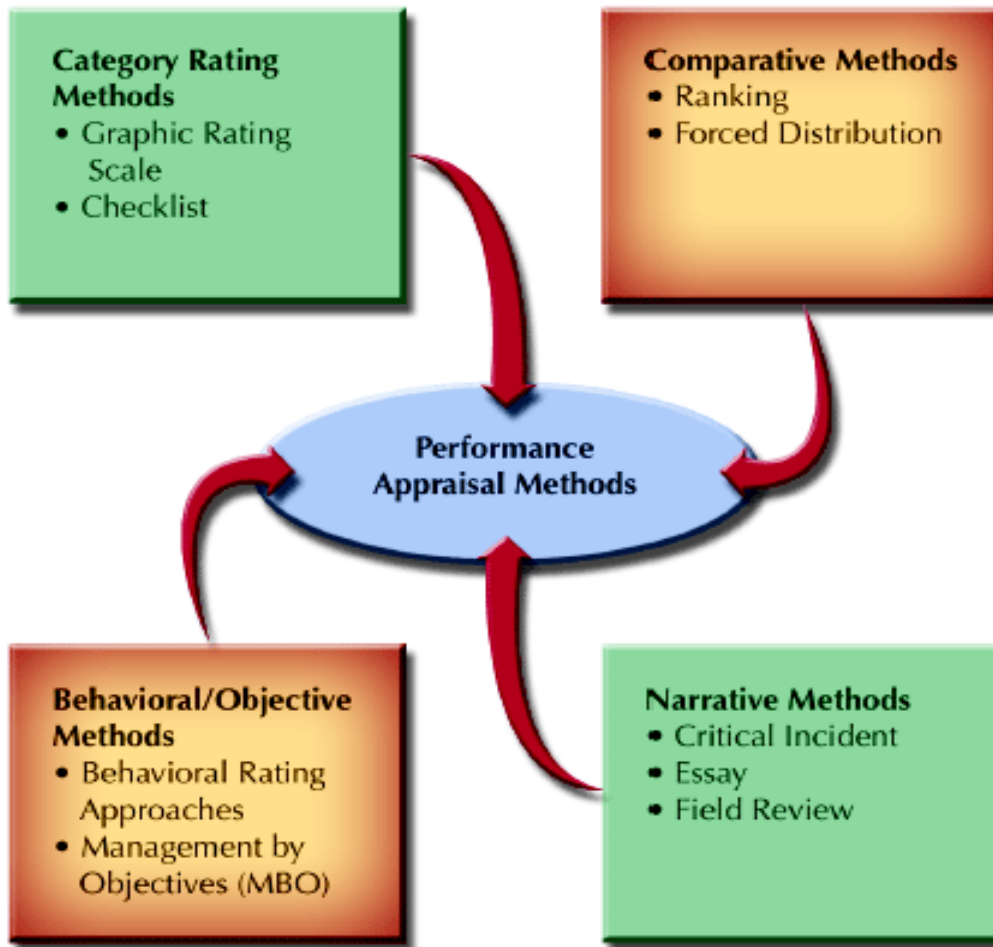 Category Rating
Methods
• Graphic Rating
Scale
• Checklist
Comparative Methods
• Ranking
• Forced Distribution
Performance
Appraisal Methods
Behavioral/Objective
Methods
• Behavioral Rating
Approaches
• Management by
Objectives (MBO)
Narrative Methods
• Critical Incident
• Essay
• Field Review